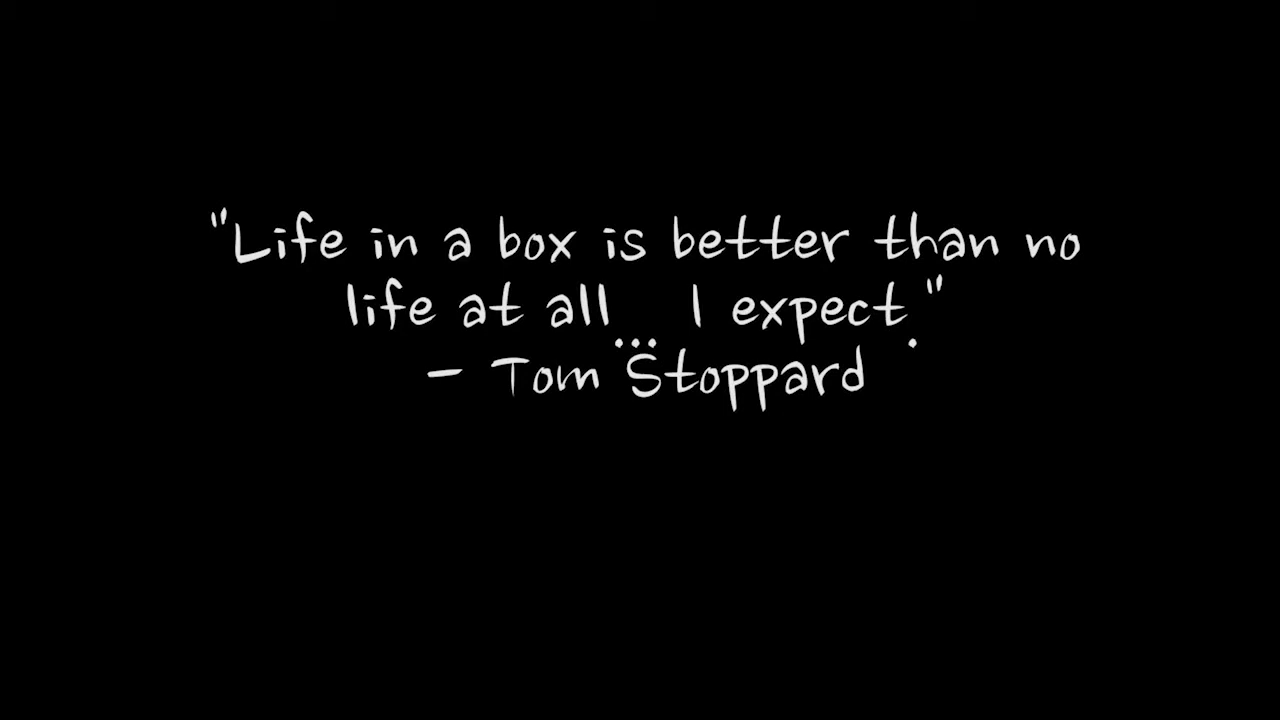 "Life in a box is better than no
life at all... I expect."
- Tom Stoppard